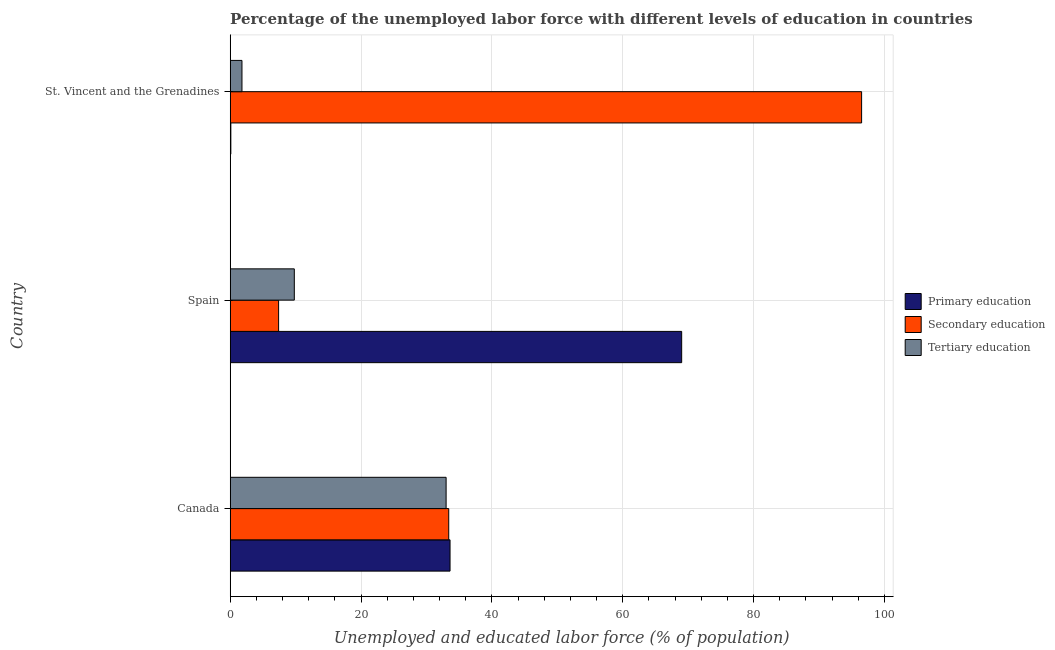 Percentage of the unemployed labor force with different levels of education in countries
St. Vincent and the Grenadines
Spain
Canada
Country
Primary education
Secondary education
Tertiary education
0
20
40
60
80
100
Unemployed and educated labor force (% of population)